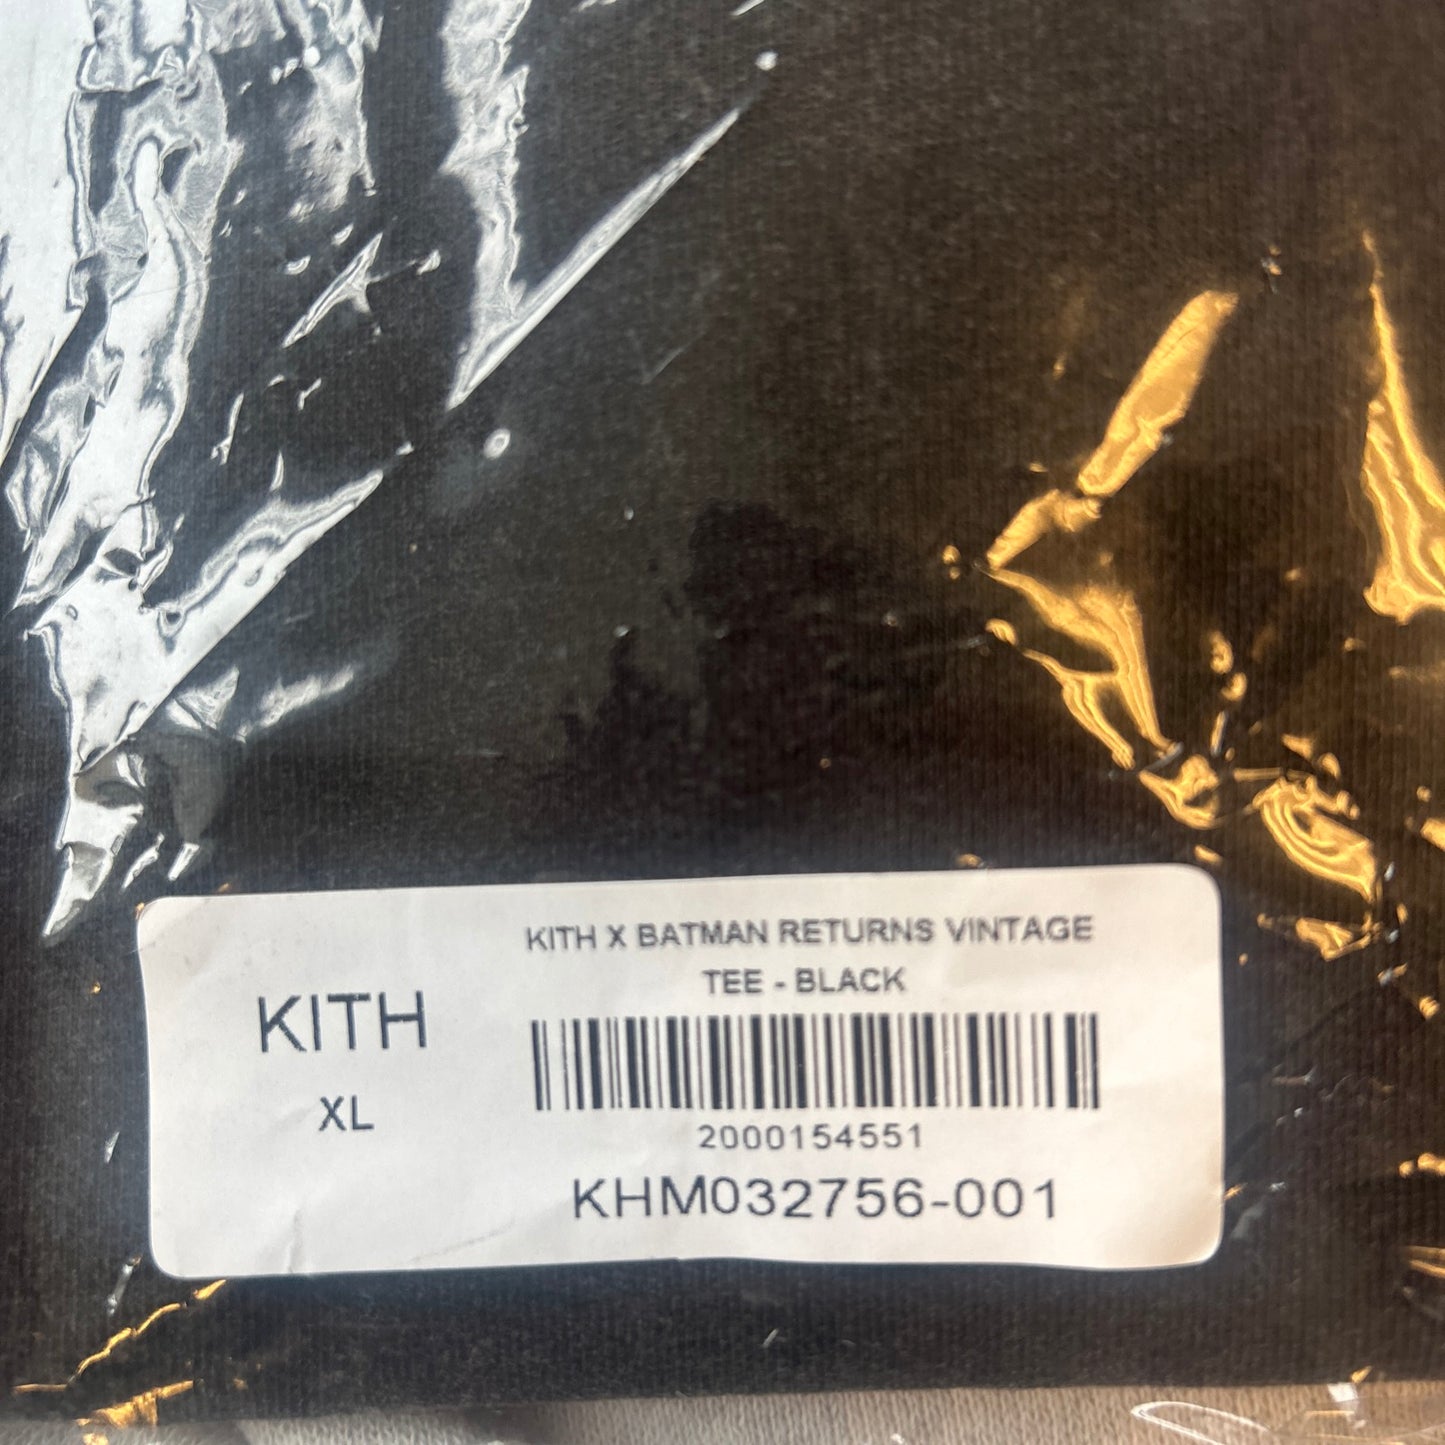 KITH X BATMAN RETURNS VINTAGE
TEE - BLACK
KITH
XL
2000154551
KHM032756-001